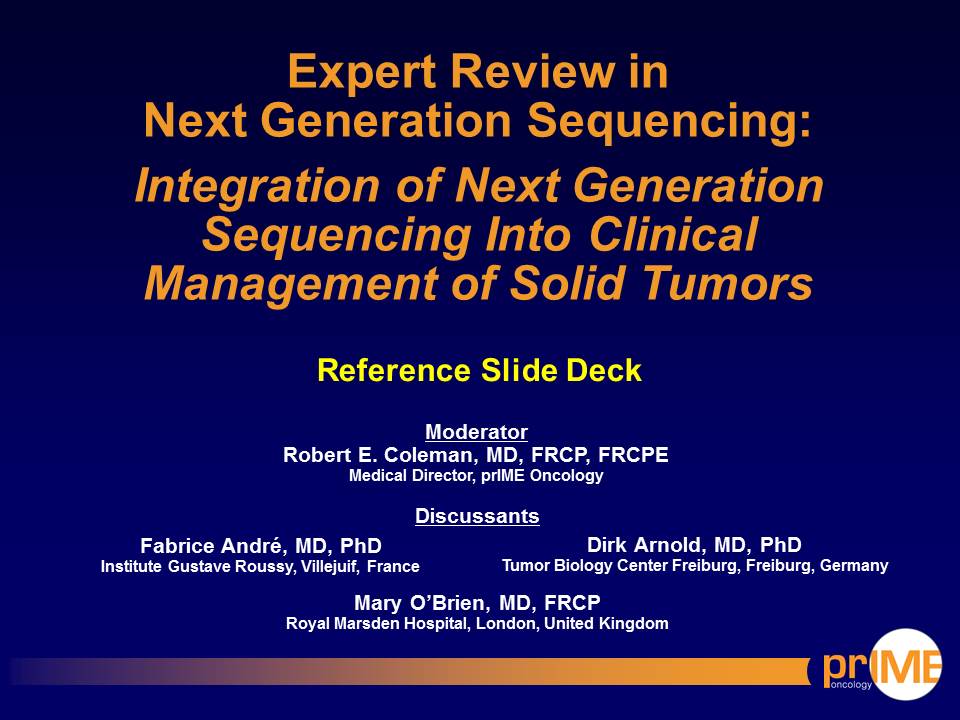 Expert Review in
Next Generation Sequencing:
Integration of Next Generation
Sequencing Into Clinical
Management of Solid Tumors
Reference Slide Deck
Moderator
Robert E. Coleman, MD, FRCP, FRCPE
Medical Director, prIME Oncology
Discussants
Fabrice André, MD, PhD
Institute Gustave Roussy, Villejuif, France
Dirk Arnold, MD, PhD
Tumor Biology Center Freiburg, Freiburg, Germany
Mary O’Brien, MD, FRCP
Royal Marsden Hospital, London, United Kingdom
prIME
oncology